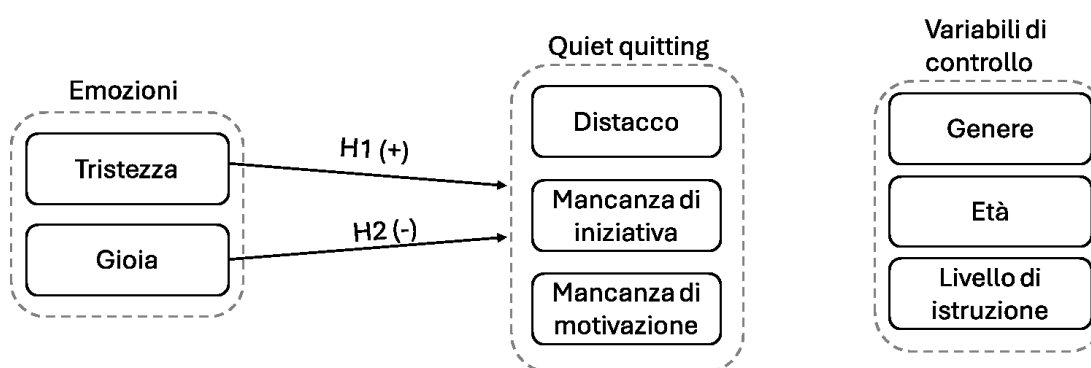 Emozioni
Tristezza
Gioia
H1 (+)
H2 (-)
Quiet quitting
Distacco
Mancanza di
iniziativa
Mancanza di
motivazione
Variabili di
controllo
Genere
Età
Livello di
istruzione